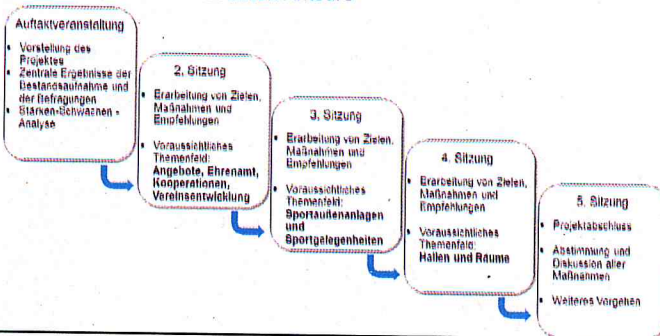 Auftaktveranstaltung
• Vorstellung des
Projektes
• Zentrale Ergebnisse der
Bestandsaufnahme und
der Befragungen
• Stärken-Schwächen -
Analyse
2. Sitzung
• Erarbeitung von Zielen,
Maßnahmen und
Empfehlungen
• Voraussichtliches
Themenfeld:
Angebote, Ehrenamt,
Kooperationen,
Vereinsentwicklung
3. Sitzung
• Erarbeitung von Zielen,
Maßnahmen und
Empfehlungen
• Voraussichtliches
Themenfeld:
Sportaußenanlagen
und
Sportgelegenheiten
4. Sitzung
• Erarbeitung von Zielen,
Maßnahmen und
Empfehlungen
• Voraussichtliches
Themenfeld:
Hallen und Räume
5. Sitzung
• Projektabschluss
• Abstimmung und
Diskussion aller
Maßnahmen
• Weiteres Vorgehen